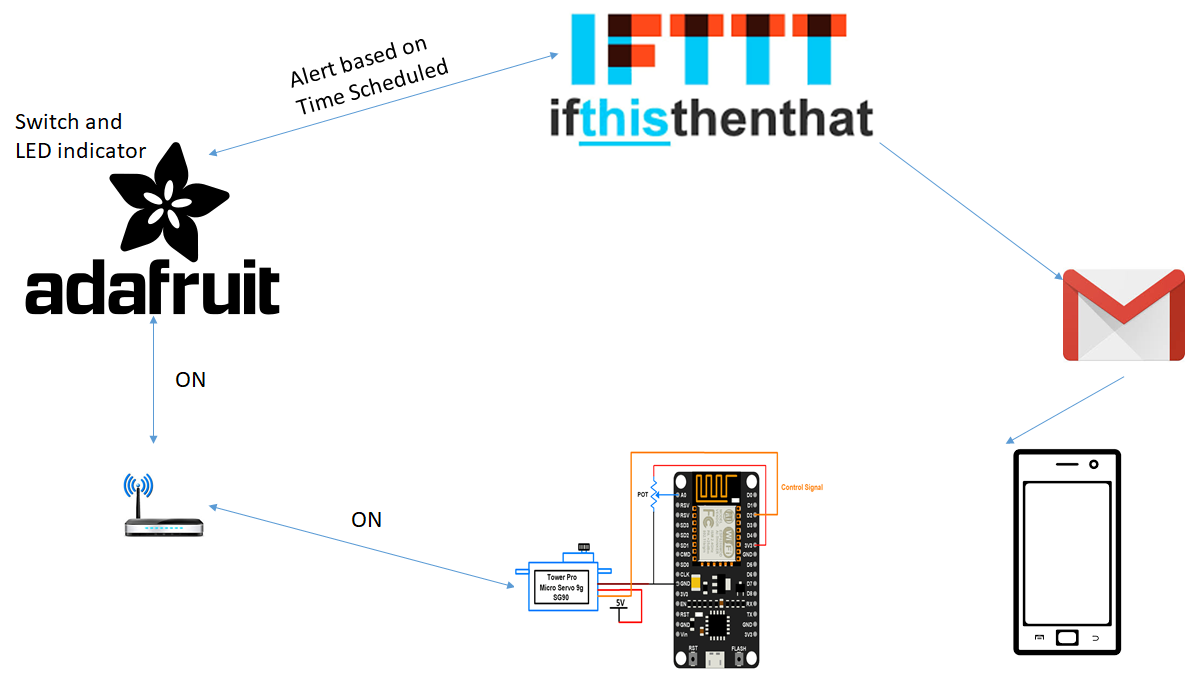 IFTTT
ifthisthenthat
Alert based on
Time Scheduled
Switch and
LED indicator
adafruit
ON
ON
Control Signal
POT
Tower Pro
Micro Servo 9g
SG90
5V
A0
RSV
RSV
SD3
SD2
SD1
CMD
SD0
CLK
GND
3V3
EN
RST
GND
Vin
D0
D1
D2
D3
D4
3V3
GND
D5
D6
D7
D8
RX
TX
GND
3V3
WiFi
RST
FLASH